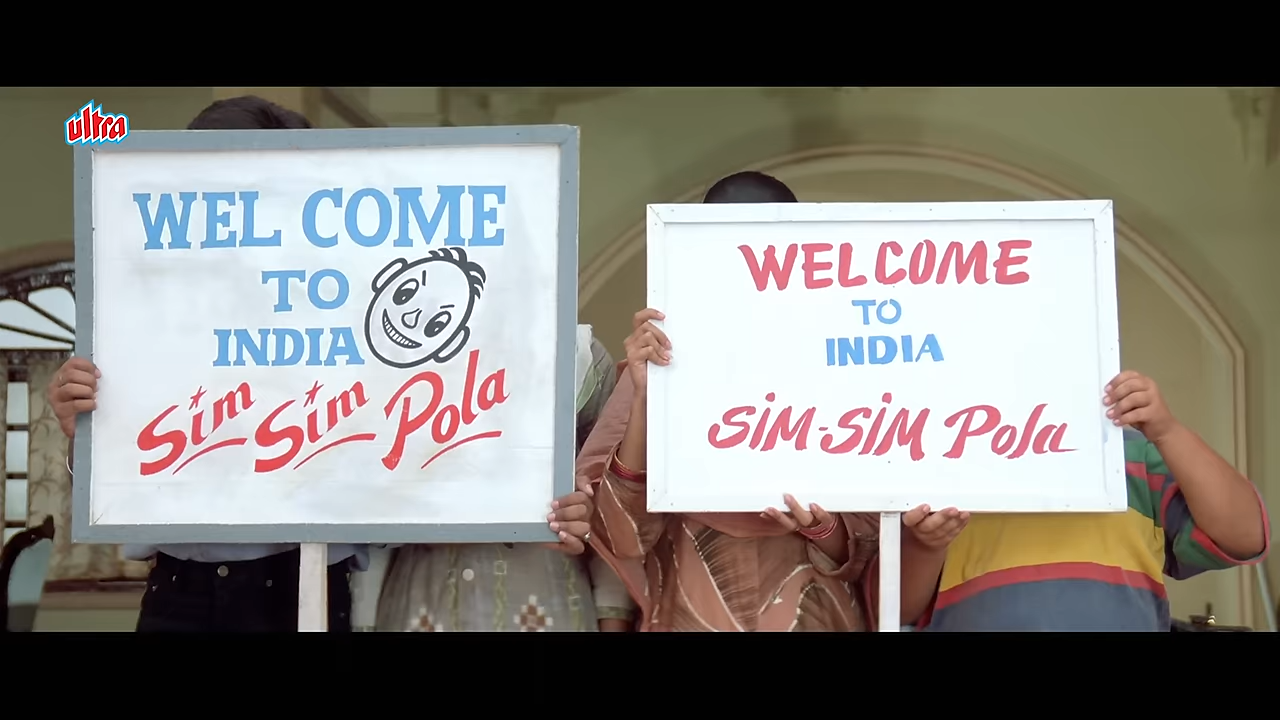 ultra
WEL COME
TO
INDIA
Sim Sim Pola
WELCOME
TO
INDIA
SiM-SiM Pola